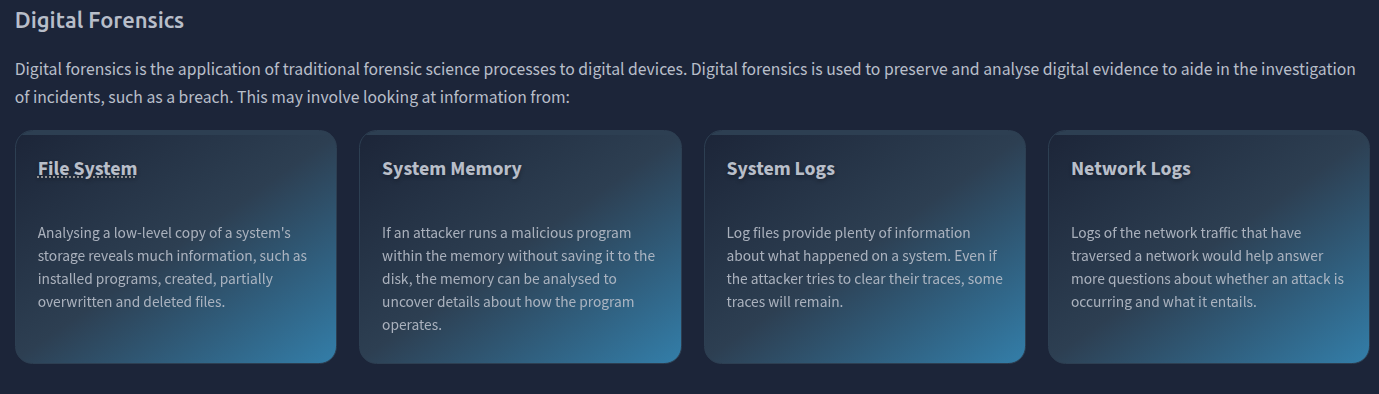 Digital Forensics
Digital forensics is the application of traditional forensic science processes to digital devices. Digital forensics is used to preserve and analyse digital evidence to aide in the investigation
of incidents, such as a breach. This may involve looking at information from:
File System
Analysing a low-level copy of a system's
storage reveals much information, such as
installed programs, created, partially
overwritten and deleted files.
System Memory
If an attacker runs a malicious program
within the memory without saving it to the
disk, the memory can be analysed to
uncover details about how the program
operates.
System Logs
Log files provide plenty of information
about what happened on a system. Even if
the attacker tries to clear their traces, some
traces will remain.
Network Logs
Logs of the network traffic that have
traversed a network would help answer
more questions about whether an attack is
occurring and what it entails.